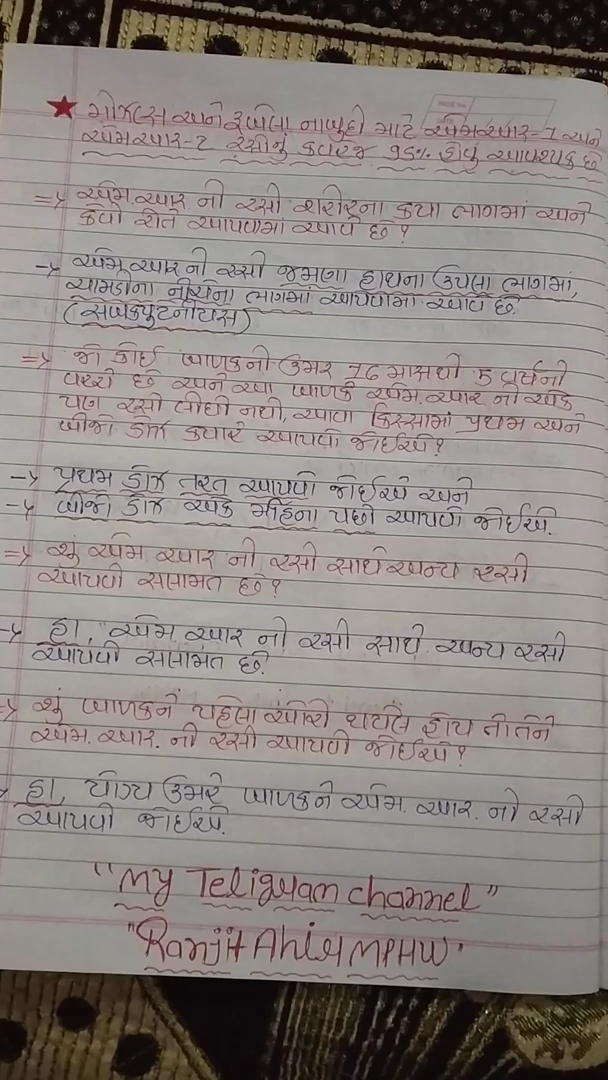 ★ મીઝલ્સ અને રૂબેલા નાબુદી માટે એમ.આર-1 અને
એમ.આર-2 રસીનું કવરેજ 95% હોવું આવશ્યક છે
=> એમ.આર ની રસી શરીરના કયા ભાગમાં અને
કેવી રીતે આપવામાં આવે છે?
-> એમ.આર ની રસી જમણા હાથના ઉપલા ભાગમાં,
ચામડીના નીચેના ભાગમાં આપવામાં આવે છે.
(સબક્યુટેનીયસ)
=> જો કોઈ બાળકની ઉંમર 16 માસથી 5 વર્ષની
વચ્ચે છે અને આ બાળકે એમ.આર ની એક
પણ રસી લીધી નથી, આવા કિસ્સામાં પ્રથમ અને
બીજો ડોઝ કયારે આપવો જોઈએ?
-> પ્રથમ ડોઝ તરત આપવો જોઈએ અને
-> બીજો ડોઝ એક મહિના પછી આપવો જોઈએ.
=> શું એમ.આર ની રસી સાથે અન્ય રસી
આપવી સલામત છે?
-> હા, એમ.આર ની રસી સાથે અન્ય રસી
આપવી સલામત છે.
=> શું બાળકને પહેલા ઓરી થયેલ હોય તો તેને
એમ.આર. ની રસી આપવી જોઈએ?
હા, યોગ્ય ઉંમરે બાળકને એમ.આર. ની રસી
આપવી જોઈએ.
"My Teligram channel"
"Ranjit Ahir MPHW"